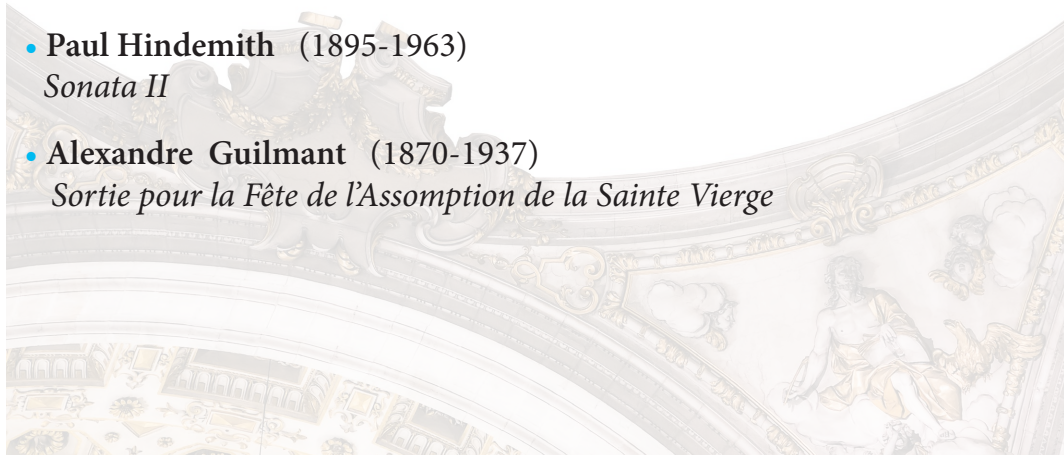 • Paul Hindemith (1895-1963)
Sonata II
• Alexandre Guilmant (1870-1937)
Sortie pour la Fête de l’Assomption de la Sainte Vierge